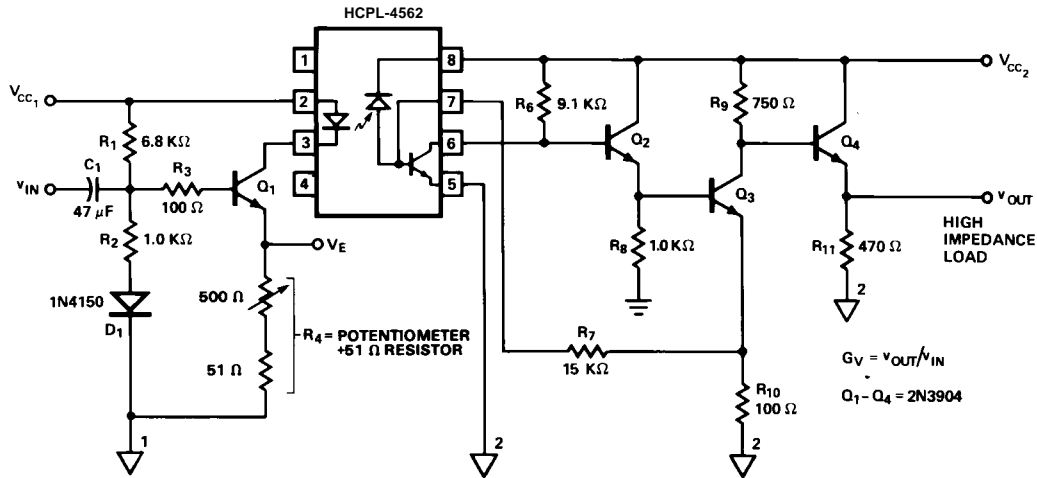 HCPL-4562
1
2
3
4
8
7
6
5
VCC1
R1
6.8 KΩ
vIN
C1
47 µF
R3
100 Ω
Q1
R2
1.0 KΩ
1N4150
D1
VE
500 Ω
51 Ω
R4 = POTENTIOMETER
+51 Ω RESISTOR
1
R6
9.1 KΩ
Q2
R8
1.0 KΩ
R9
750 Ω
Q3
Q4
VCC2
vOUT
HIGH
IMPEDANCE
LOAD
R11
470 Ω
2
R7
15 KΩ
R10
100 Ω
2
2
GV = vOUT/vIN
Q1 – Q4 = 2N3904